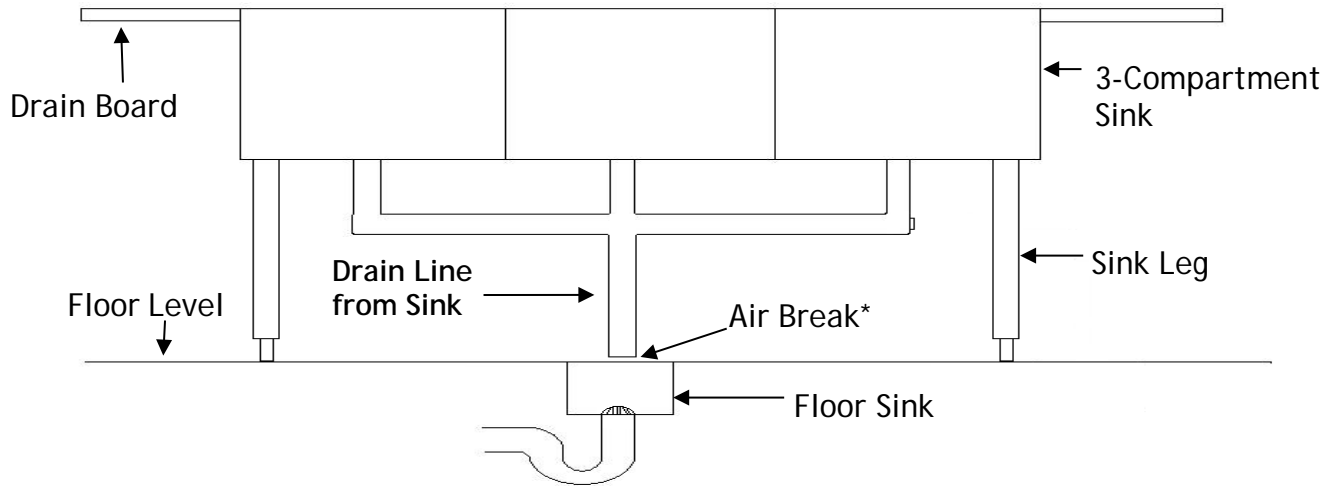 Drain Board
3-Compartment
Sink
Drain Line
from Sink
Sink Leg
Floor Level
Air Break*
Floor Sink